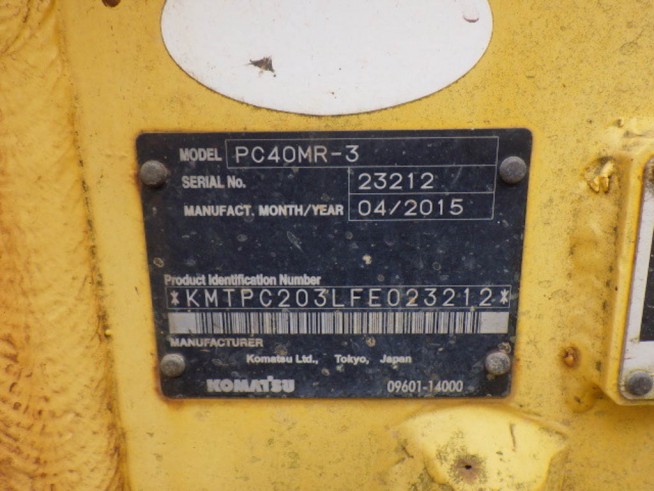 MODEL PC40MR-3
SERIAL No. 23212
MANUFACT. MONTH/YEAR 04/2015
Product Identification Number
*KMTPC203LFE023212*
MANUFACTURER
Komatsu Ltd., Tokyo, Japan
KOMATSU 09601-14000